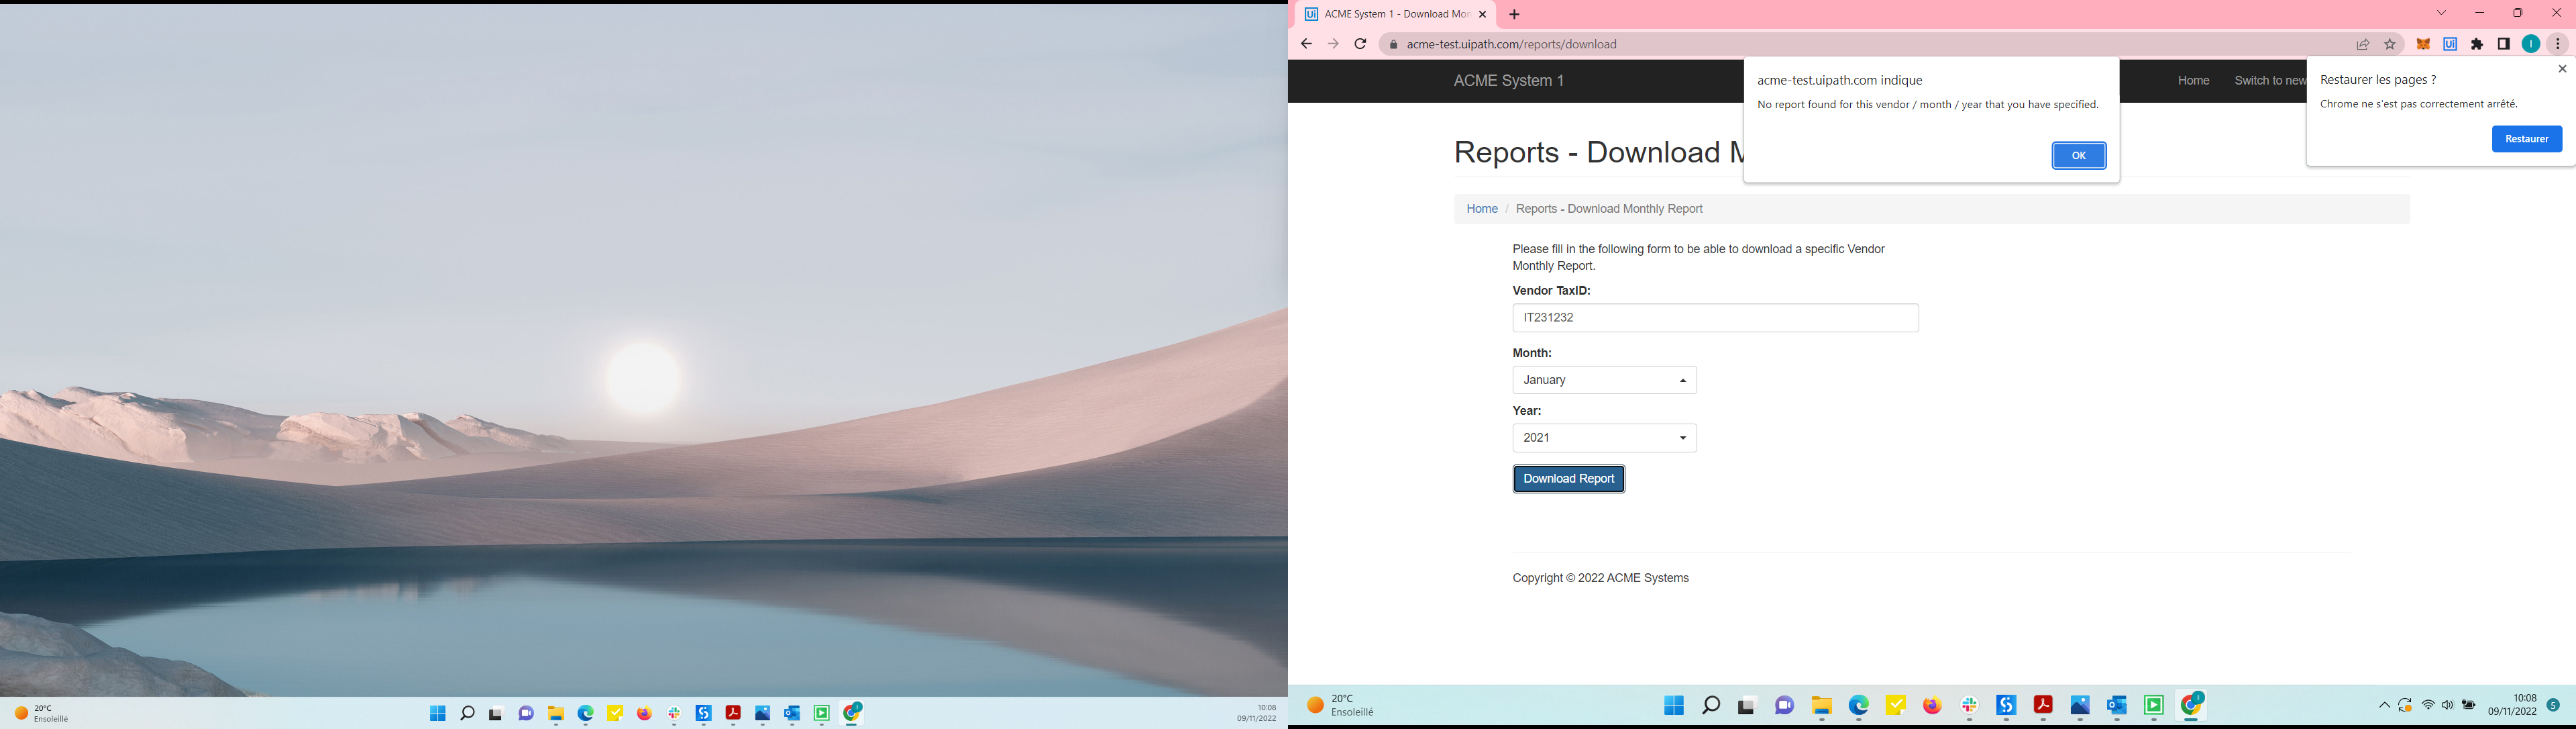 20°C
Ensoleillé
10:08
09/11/2022
ACME System 1 - Download Mon
acme-test.uipath.com/reports/download
ACME System 1
Home
Switch to new
acme-test.uipath.com indique
No report found for this vendor / month / year that you have specified.
OK
Restaurer les pages ?
Chrome ne s'est pas correctement arrêté.
Restaurer
Reports - Download M
Home / Reports - Download Monthly Report
Please fill in the following form to be able to download a specific Vendor
Monthly Report.
Vendor TaxID:
IT231232
Month:
January
Year:
2021
Download Report
Copyright © 2022 ACME Systems
20°C
Ensoleillé
10:08
09/11/2022
5